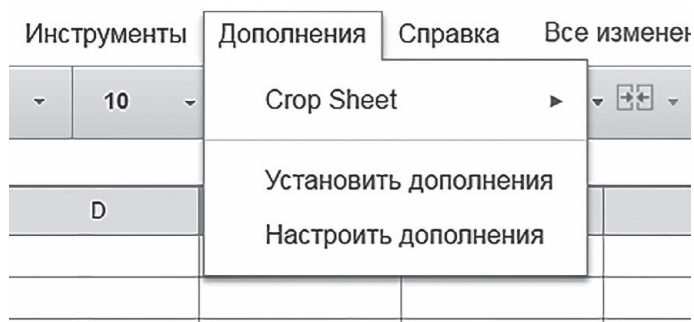 Инструменты Дополнения Справка Все изменен
10 Crop Sheet
Установить дополнения
D
Настроить дополнения